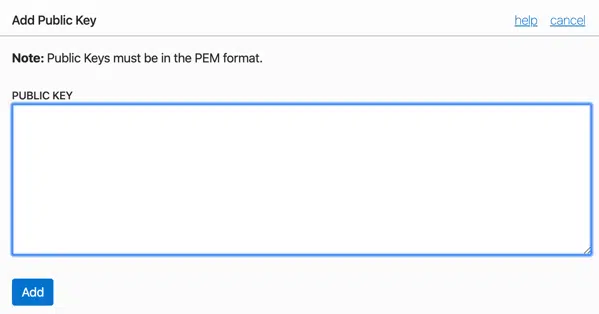 Add Public Key help cancel
Note: Public Keys must be in the PEM format.
PUBLIC KEY
Add